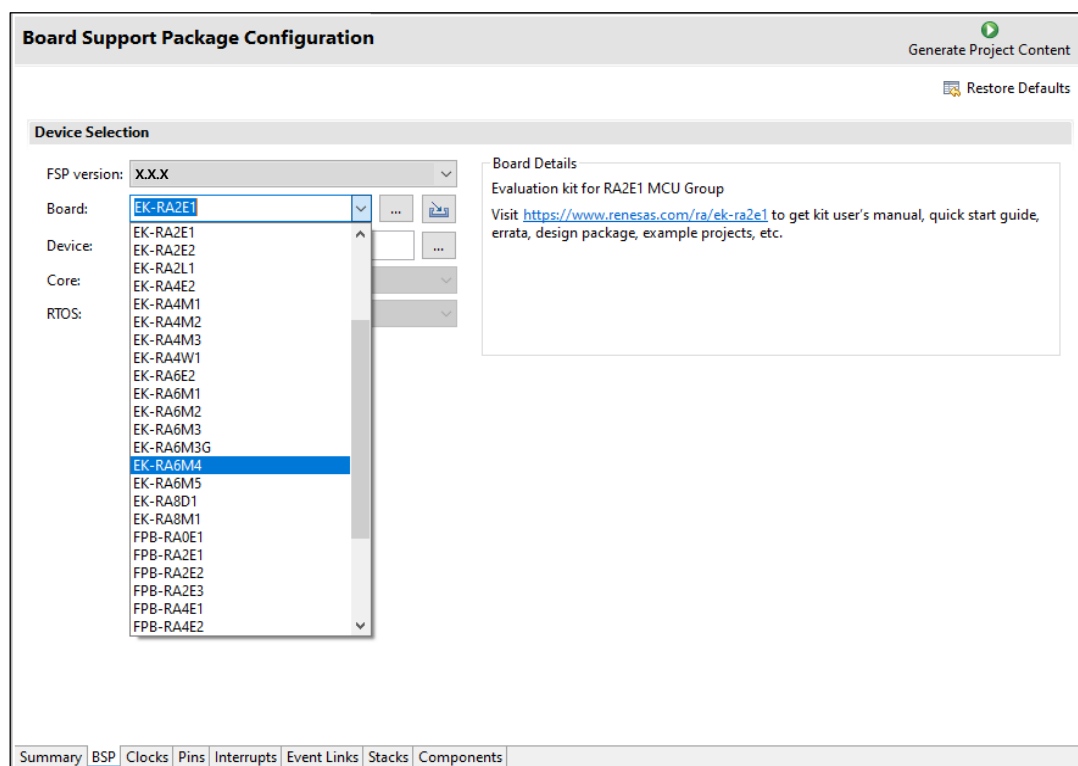 Board Support Package Configuration
Generate Project Content
Restore Defaults
Device Selection
FSP version: X.X.X
Board: EK-RA2E1 ...
Device: ...
Core:
RTOS:
EK-RA2E1
EK-RA2E2
EK-RA2L1
EK-RA4E2
EK-RA4M1
EK-RA4M2
EK-RA4M3
EK-RA4W1
EK-RA6E2
EK-RA6M1
EK-RA6M2
EK-RA6M3
EK-RA6M3G
EK-RA6M4
EK-RA6M5
EK-RA8D1
EK-RA8M1
FPB-RA0E1
FPB-RA2E1
FPB-RA2E2
FPB-RA2E3
FPB-RA4E1
FPB-RA4E2
Board Details
Evaluation kit for RA2E1 MCU Group
Visit https://www.renesas.com/ra/ek-ra2e1 to get kit user's manual, quick start guide,
errata, design package, example projects, etc.
Summary BSP Clocks Pins Interrupts Event Links Stacks Components